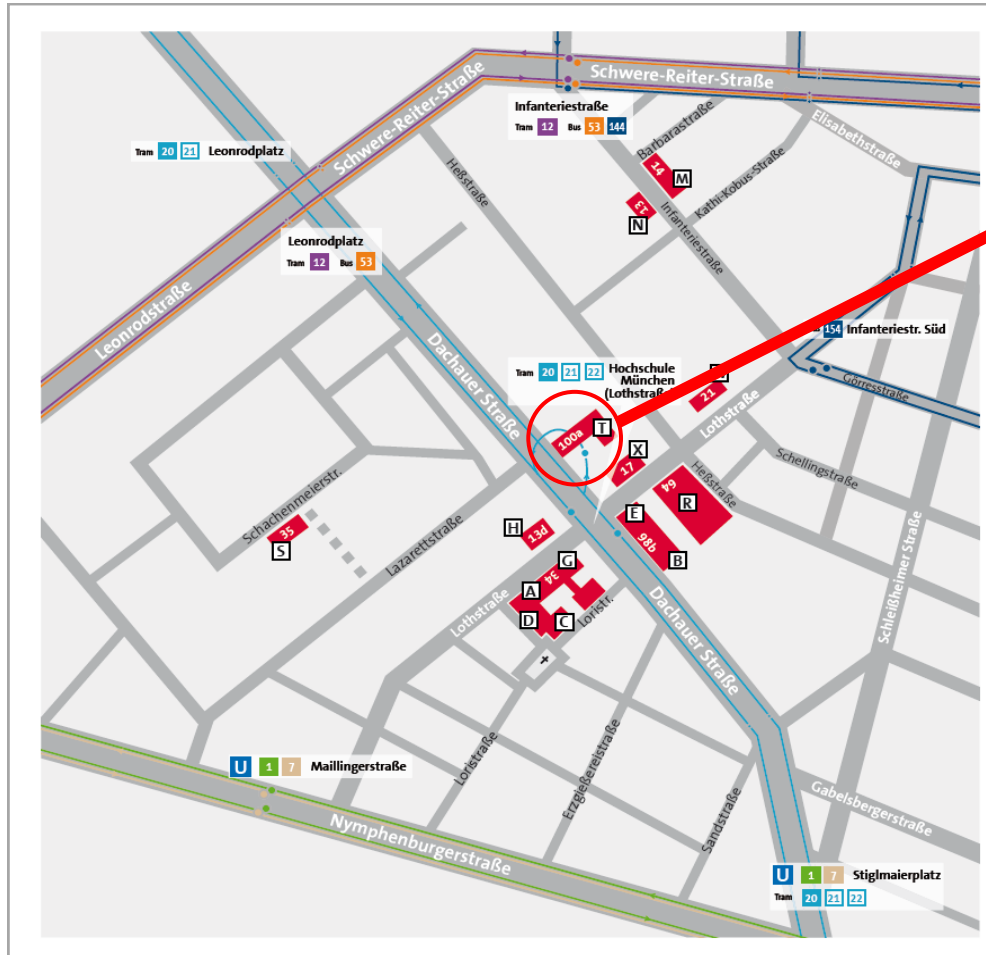 Schwere-Reiter-Straße
Schwere-Reiter-Straße
Infanteriestraße
Tram 12 Bus 53 144
Elisabethstraße
Barbarastraße
Tram 20 21 Leonrodplatz
Heßstraße
14
M
Kathi-Kobus-Straße
13
N
Infanteriestraße
Leonrodplatz
Tram 12 Bus 53
Leonrodstraße
154 Infanteriestr. Süd
Dachauer Straße
Tram 20 21 22 Hochschule
München
(Lothstraße
21
Görresstraße
Lothstraße
T
100a
X
17
Schellingstraße
Heßstraße
64
R
Schachenmeierstr.
35
S
Lazarettstraße
H
13d
E
98b
B
G
34
A
D
C
Loristr.
Lothstraße
Dachauer Straße
Schleißheimer Straße
U 1 7 Maillingerstraße
Loristraße
Erzgießereistraße
Sandstraße
Gabelsbergerstraße
Nymphenburgerstraße
U 1 7 Stiglmaierplatz
Tram 20 21 22